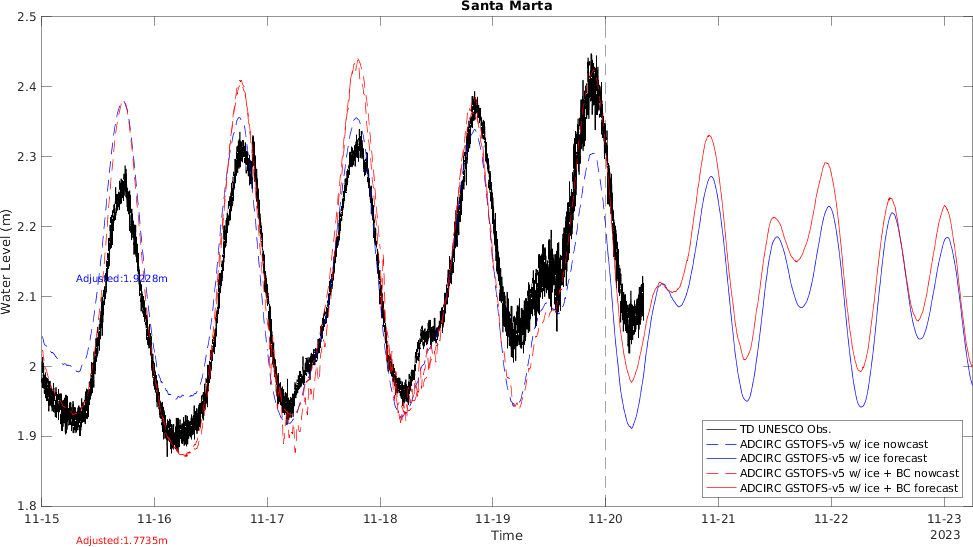 Santa Marta
2.5
2.4
2.3
2.2
2.1
2
1.9
1.8
Water Level (m)
Adjusted:1.9228m
TD UNESCO Obs.
ADCIRC GSTOFS-v5 w/ ice nowcast
ADCIRC GSTOFS-v5 w/ ice forecast
ADCIRC GSTOFS-v5 w/ ice + BC nowcast
ADCIRC GSTOFS-v5 w/ ice + BC forecast
11-15 11-16 11-17 11-18 11-19 11-20 11-21 11-22 11-23
Time 2023
Adjusted:1.7735m